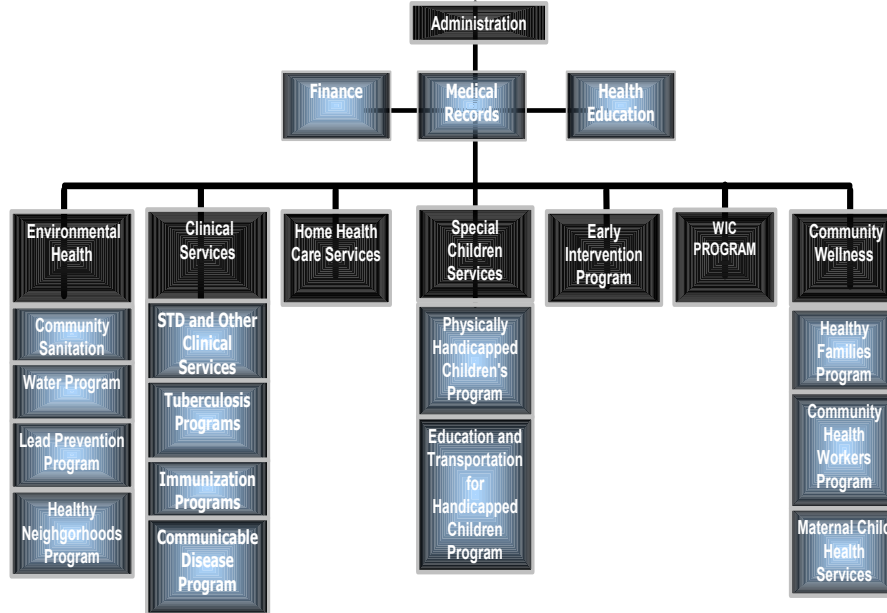 Administration
Finance
Medical
Records
Health
Education
Environmental
Health
Clinical
Services
Home Health
Care Services
Special
Children
Services
Early
Intervention
Program
WIC
PROGRAM
Community
Wellness
Community
Sanitation
Water Program
Lead Prevention
Program
Healthy
Neighgorhoods
Program
STD and Other
Clinical
Services
Tuberculosis
Programs
Immunization
Programs
Communicable
Disease
Program
Physically
Handicapped
Children's
Program
Education and
Transportation
for
Handicapped
Children
Program
Healthy
Families
Program
Community
Health
Workers
Program
Maternal Child
Health
Services